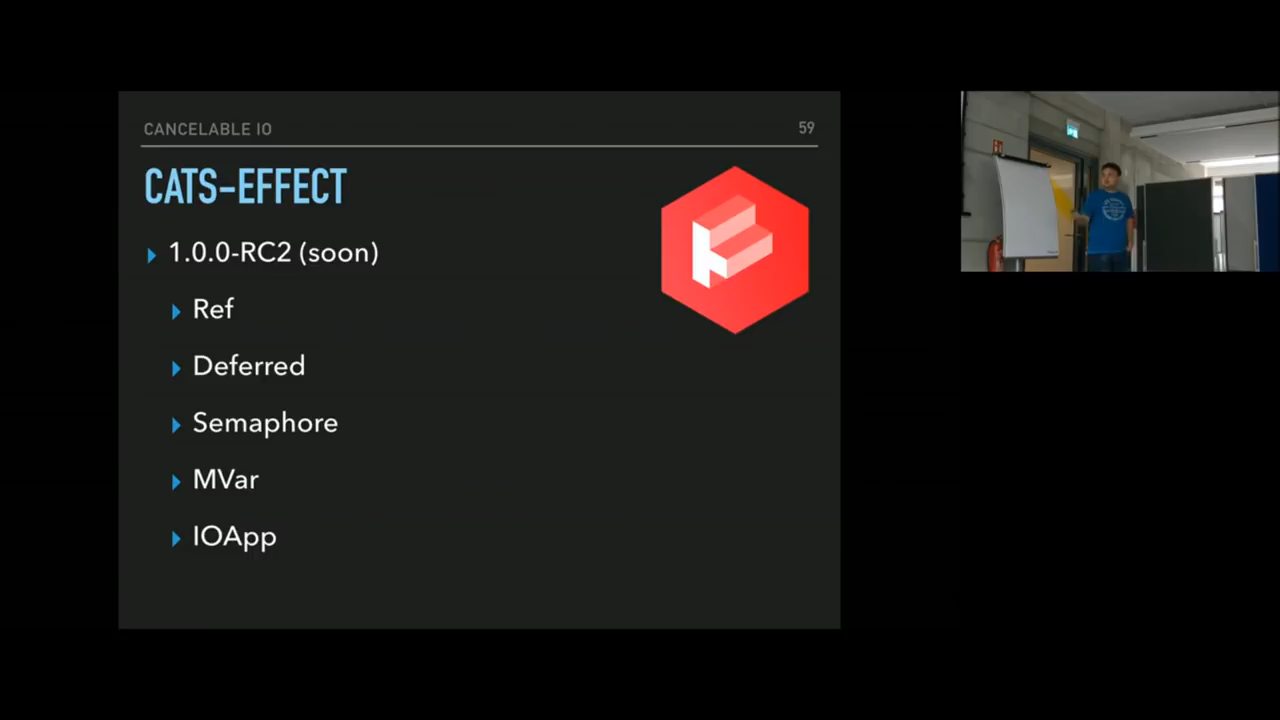 CANCELABLE IO
59
CATS-EFFECT
1.0.0-RC2 (soon)
Ref
Deferred
Semaphore
MVar
IOApp